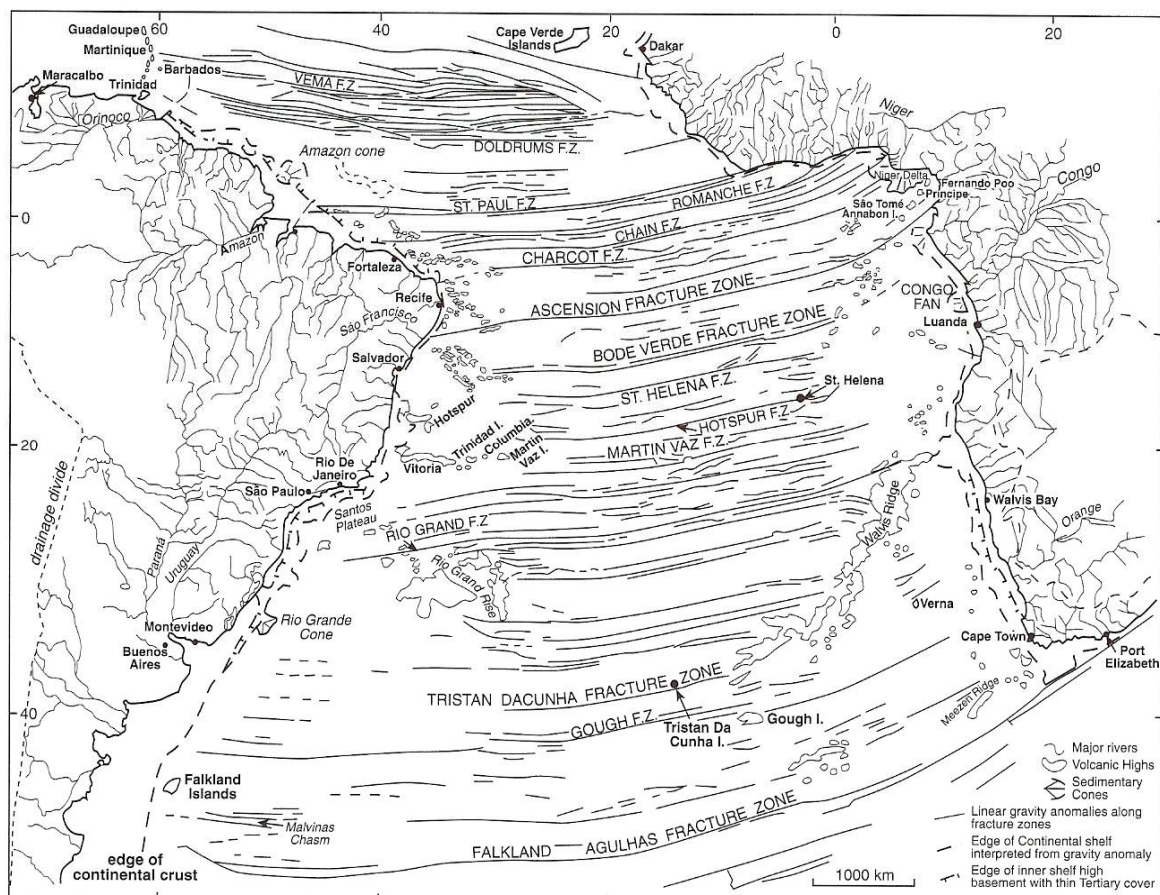 60
40
20
0
20
Guadaloupe
Martinique
Maracalbo
Trinidad
Barbados
Orinoco
VEMA F.Z
Cape Verde
Islands
Dakar
DOLDRUMS F.Z.
Amazon cone
Niger
Congo
ST. PAUL F.Z
ROMANCHE F.Z
Niger Delta
Fernando Poo
Principe
São Tomé
Annabon I.
0
Amazon
CHAIN F.Z
CHARCOT F.Z.
Fortaleza
Recife
ASCENSION FRACTURE ZONE
CONGO
FAN
Luanda
São Francisco
BODE VERDE FRACTURE ZONE
Salvador
ST. HELENA F.Z.
St. Helena
Hotspur
HOTSPUR F.Z
20
Vitoria
Trinidad I.
Columbia.
Martin
Vaz I.
MARTIN VAZ F.Z.
Rio De
Janeiro
São Paulo
Santos
Plateau
RIO GRAND F.Z
Rio Grand
Rise
Walvis Ridge
Walvis Bay
Orange
drainage divide
Paraná
Uruguay
Montevideo
Buenos
Aires
Rio Grande
Cone
Verna
Cape Town
Port
Elizabeth
40
TRISTAN DACUNHA FRACTURE ZONE
GOUGH F.Z.
Tristan Da
Cunha I.
Gough I.
Meezen Ridge
Falkland
Islands
Malvinas
Chasm
FALKLAND AGULHAS FRACTURE ZONE
edge of
continental crust
1000 km
Major rivers
Volcanic Highs
Sedimentary
Cones
Linear gravity anomalies along
fracture zones
Edge of Continental shelf
interpreted from gravity anomaly
Edge of inner shelf high
basement with thin Tertiary cover